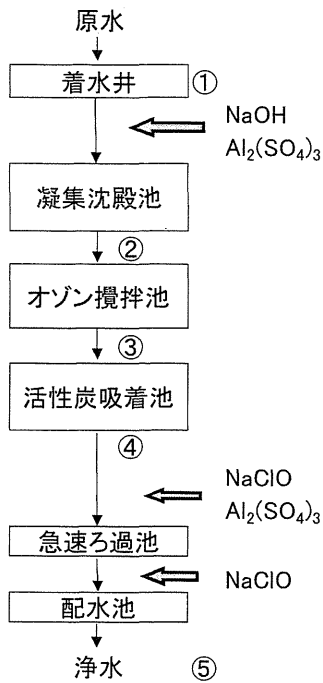 原水
着水井 ①
NaOH
Al₂(SO₄)₃
凝集沈殿池
②
オゾン攪拌池
③
活性炭吸着池
④
NaClO
Al₂(SO₄)₃
急速ろ過池
NaClO
配水池
浄水 ⑤